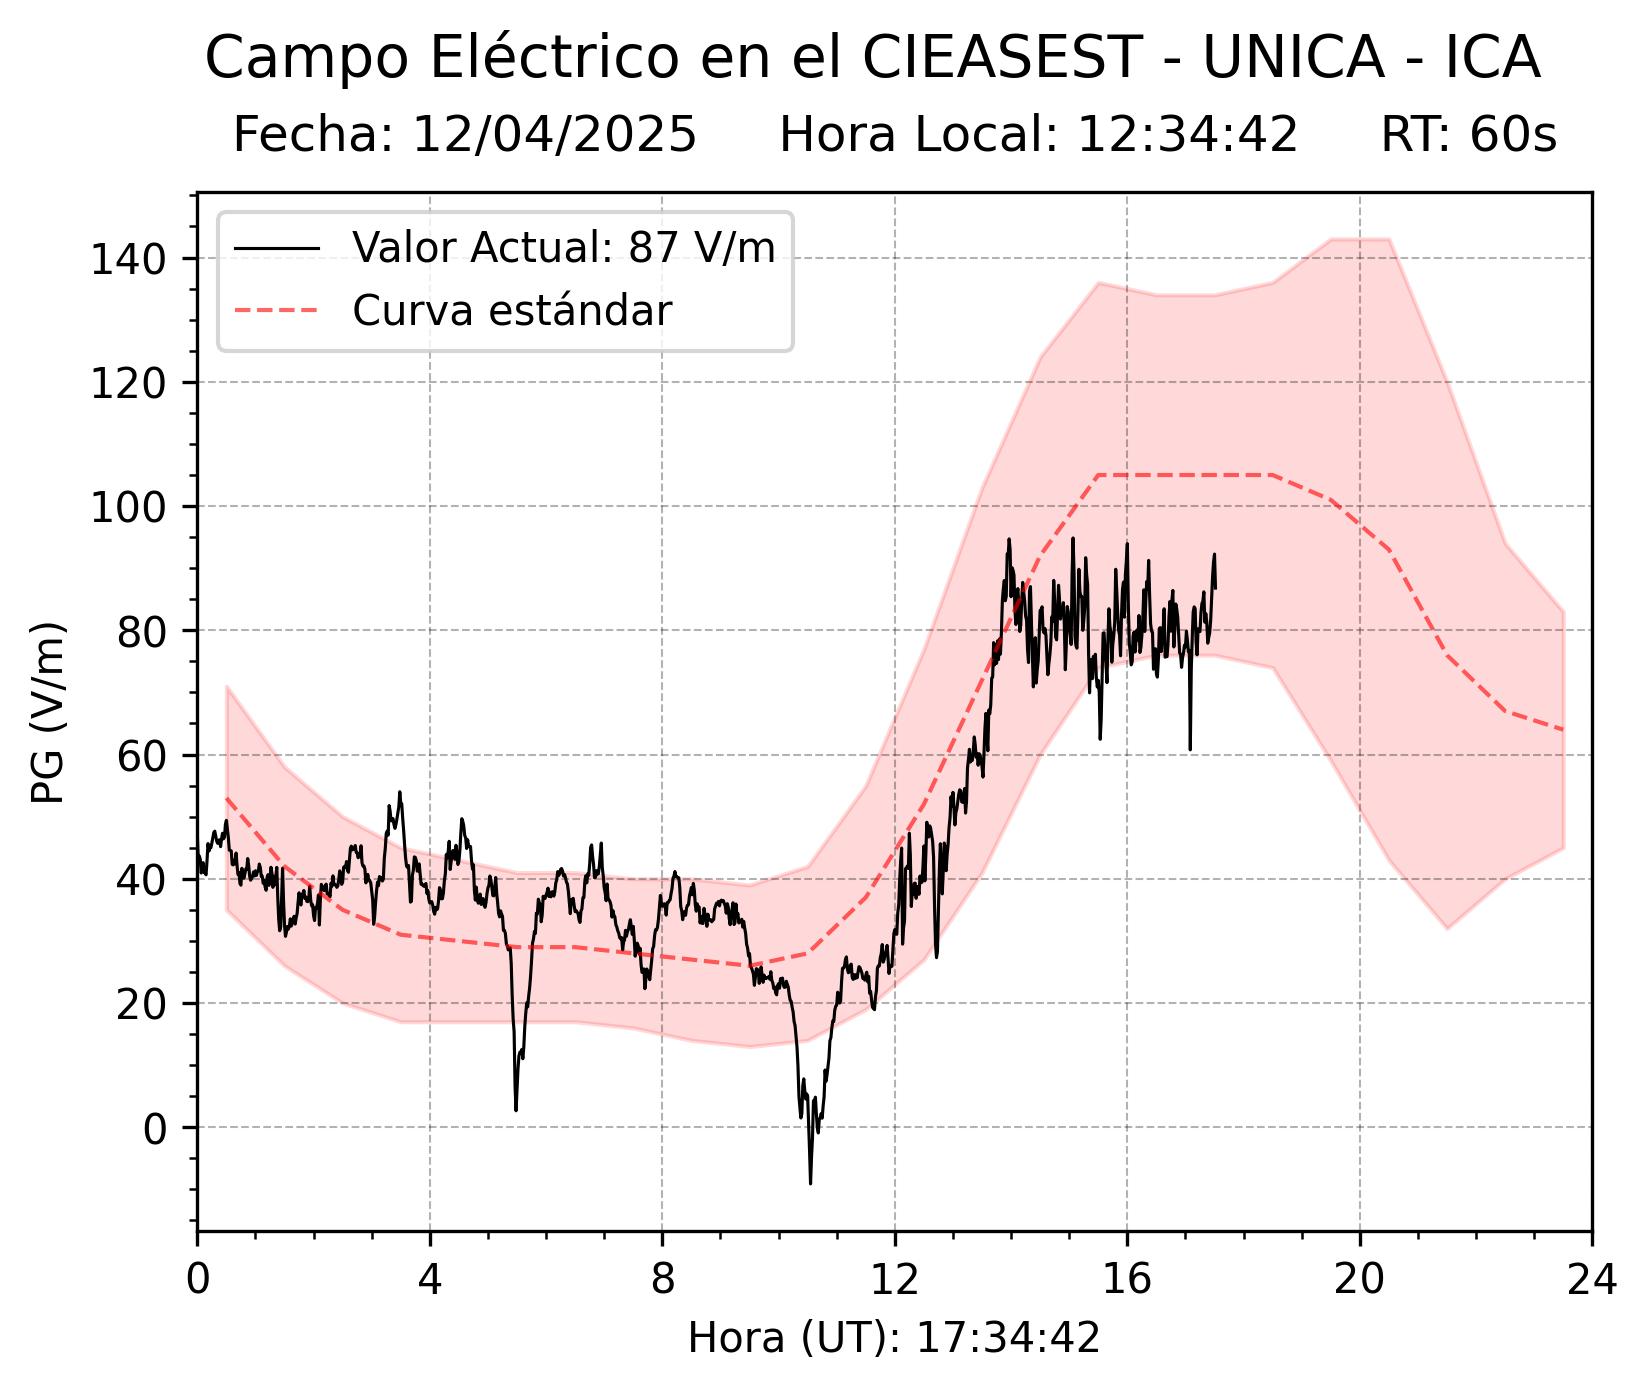 Campo Eléctrico en el CIEASEST - UNICA - ICA
Fecha: 12/04/2025 Hora Local: 12:34:42 RT: 60s
Valor Actual: 87 V/m
Curva estándar
PG (V/m)
140
120
100
80
60
40
20
0
0 4 8 12 16 20 24
Hora (UT): 17:34:42